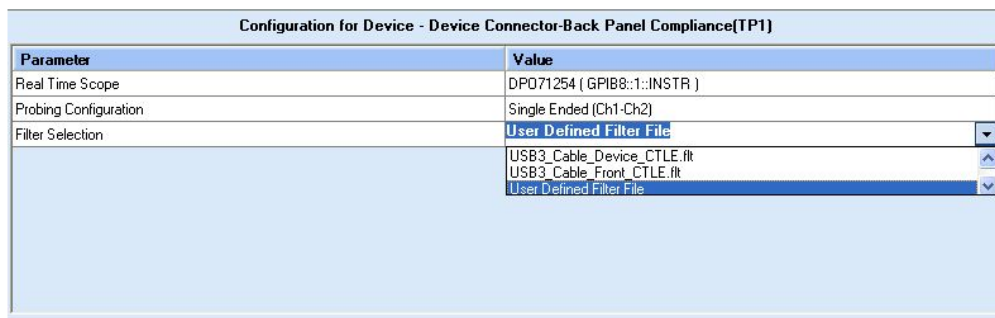 Configuration for Device - Device Connector-Back Panel Compliance(TP1)
Parameter Value
Real Time Scope DPO71254 ( GPIB8::1::INSTR )
Probing Configuration Single Ended (Ch1-Ch2)
Filter Selection User Defined Filter File
USB3_Cable_Device_CTLE.flt
USB3_Cable_Front_CTLE.flt
User Defined Filter File